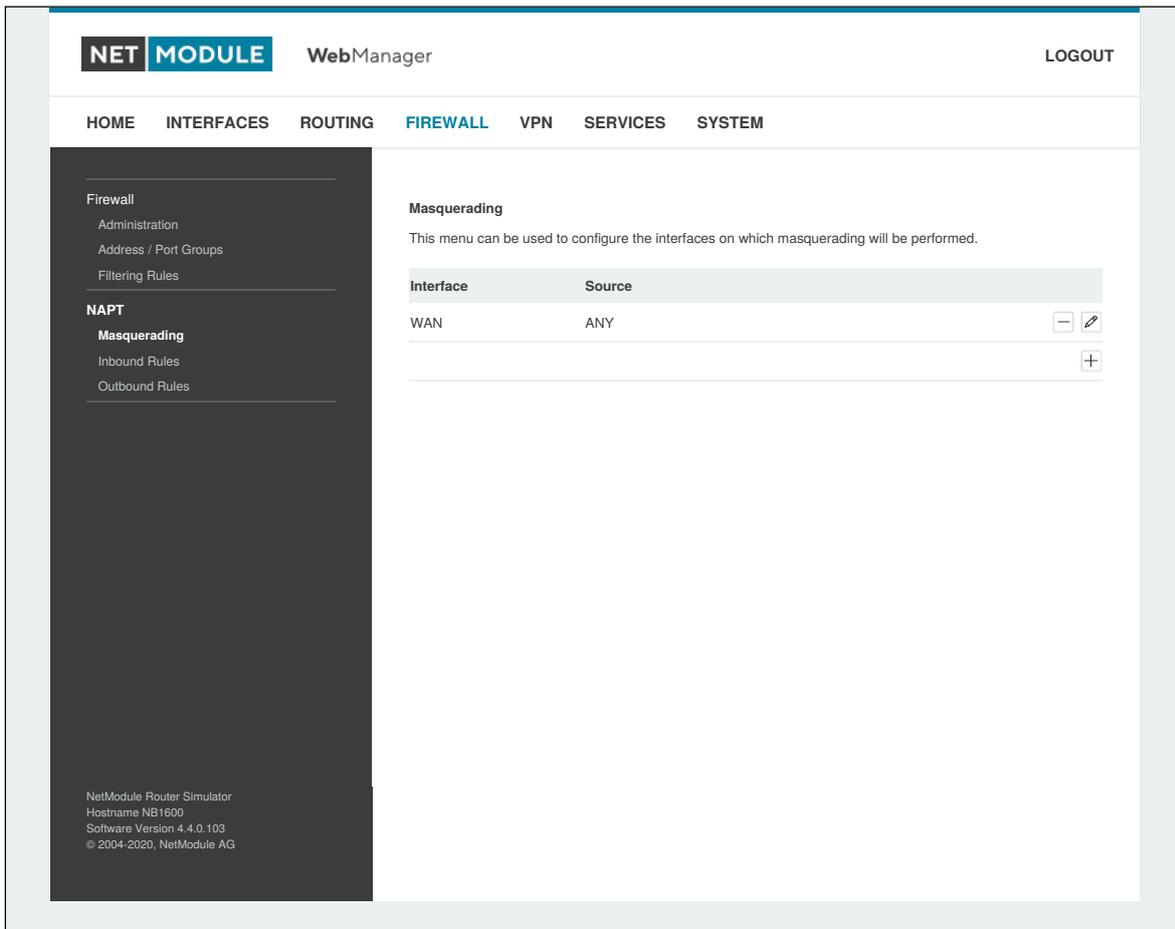 NET MODULE WebManager LOGOUT
HOME INTERFACES ROUTING FIREWALL VPN SERVICES SYSTEM
Firewall
Administration
Address / Port Groups
Filtering Rules
NAPT
Masquerading
Inbound Rules
Outbound Rules
Masquerading
This menu can be used to configure the interfaces on which masquerading will be performed.
Interface Source
WAN ANY
NetModule Router Simulator
Hostname NB1600
Software Version 4.4.0.103
© 2004-2020, NetModule AG